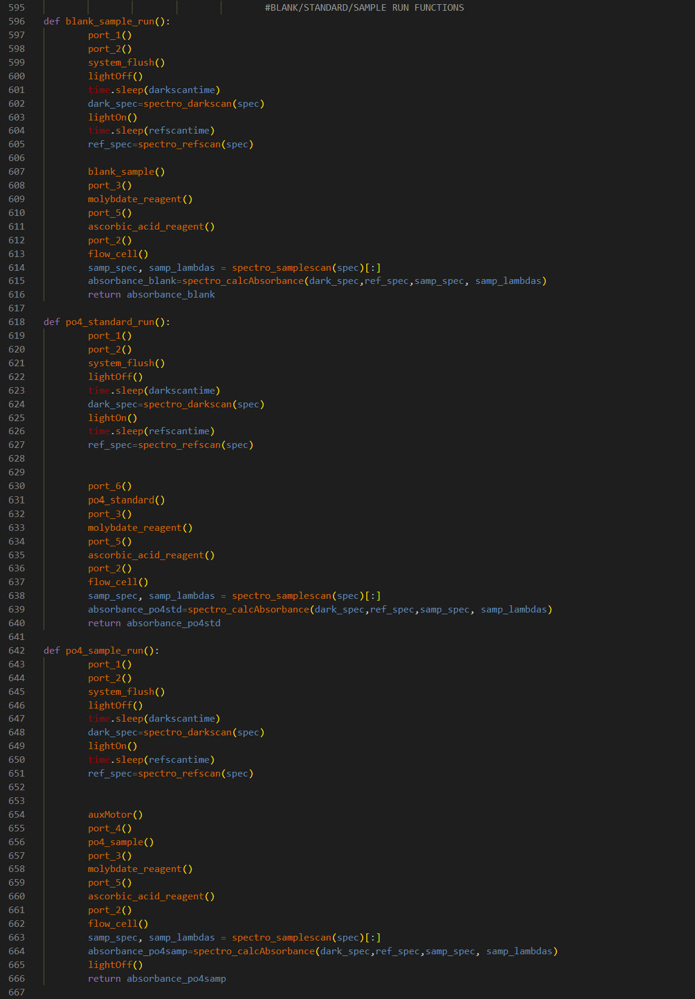 595 #BLANK/STANDARD/SAMPLE RUN FUNCTIONS
596 def blank_sample_run():
597 port_1()
598 port_2()
599 system_flush()
600 lightOff()
601 time.sleep(darkscantime)
602 dark_spec=spectro_darkscan(spec)
603 lightOn()
604 time.sleep(refscantime)
605 ref_spec=spectro_refscan(spec)
606
607 blank_sample()
608 port_3()
609 molybdate_reagent()
610 port_5()
611 ascorbic_acid_reagent()
612 port_2()
613 flow_cell()
614 samp_spec, samp_lambdas = spectro_samplescan(spec)[:]
615 absorbance_blank=spectro_calcAbsorbance(dark_spec,ref_spec,samp_spec, samp_lambdas)
616 return absorbance_blank
617
618 def po4_standard_run():
619 port_1()
620 port_2()
621 system_flush()
622 lightOff()
623 time.sleep(darkscantime)
624 dark_spec=spectro_darkscan(spec)
625 lightOn()
626 time.sleep(refscantime)
627 ref_spec=spectro_refscan(spec)
628
629
630 port_6()
631 po4_standard()
632 port_3()
633 molybdate_reagent()
634 port_5()
635 ascorbic_acid_reagent()
636 port_2()
637 flow_cell()
638 samp_spec, samp_lambdas = spectro_samplescan(spec)[:]
639 absorbance_po4std=spectro_calcAbsorbance(dark_spec,ref_spec,samp_spec, samp_lambdas)
640 return absorbance_po4std
641
642 def po4_sample_run():
643 port_1()
644 port_2()
645 system_flush()
646 lightOff()
647 time.sleep(darkscantime)
648 dark_spec=spectro_darkscan(spec)
649 lightOn()
650 time.sleep(refscantime)
651 ref_spec=spectro_refscan(spec)
652
653
654 auxMotor()
655 port_4()
656 po4_sample()
657 port_3()
658 molybdate_reagent()
659 port_5()
660 ascorbic_acid_reagent()
661 port_2()
662 flow_cell()
663 samp_spec, samp_lambdas = spectro_samplescan(spec)[:]
664 absorbance_po4samp=spectro_calcAbsorbance(dark_spec,ref_spec,samp_spec, samp_lambdas)
665 lightOff()
666 return absorbance_po4samp
667